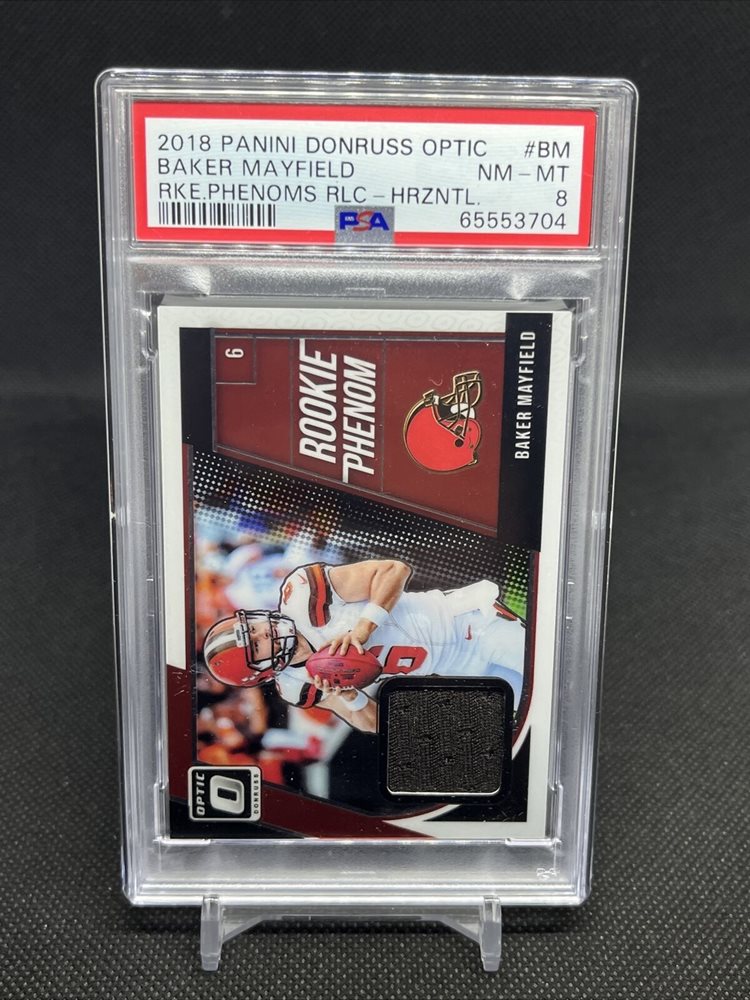 2018 PANINI DONRUSS OPTIC #BM
BAKER MAYFIELD NM - MT
RKE.PHENOMS RLC - HRZNTL. 8
PSA 65553704
6
ROOKIE
PHENOM
BAKER MAYFIELD
6
OPTIC
DONRUSS